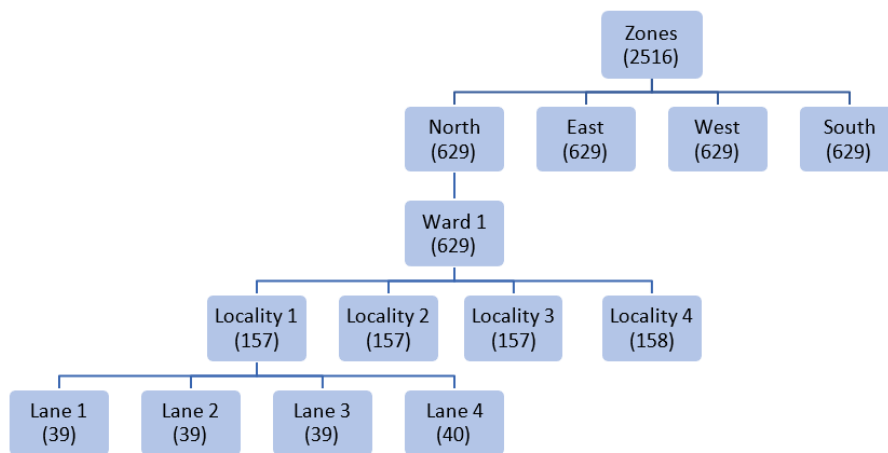 Zones
(2516)
North
(629)
East
(629)
West
(629)
South
(629)
Ward 1
(629)
Locality 1
(157)
Locality 2
(157)
Locality 3
(157)
Locality 4
(158)
Lane 1
(39)
Lane 2
(39)
Lane 3
(39)
Lane 4
(40)